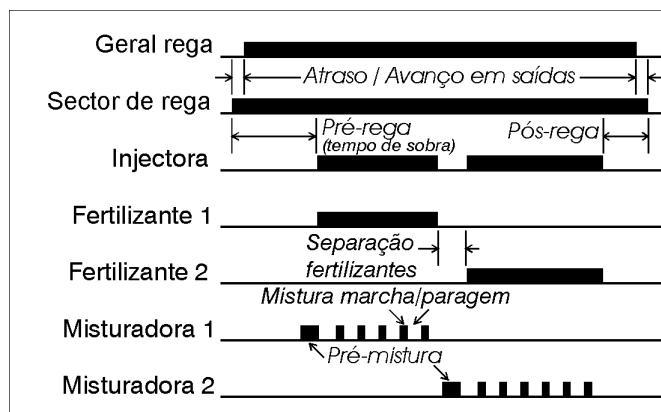 Geral rega
Atraso / Avanço em saídas
Sector de rega
Pré-rega
(tempo de sobra)
Pós-rega
Injectora
Fertilizante 1
Separação
fertilizantes
Fertilizante 2
Mistura marcha/paragem
Misturadora 1
Pré-mistura
Misturadora 2